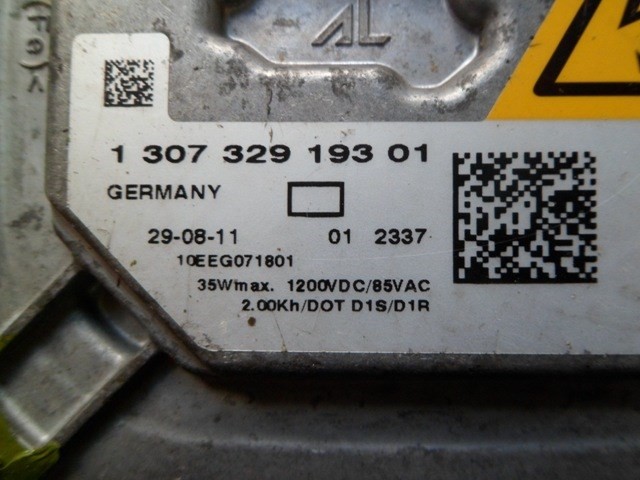 AL
1 307 329 193 01
GERMANY
29-08-11 01 2337
10EEG071801
35Wmax. 1200VDC/85VAC
2.00Kh/DOT D1S/D1R